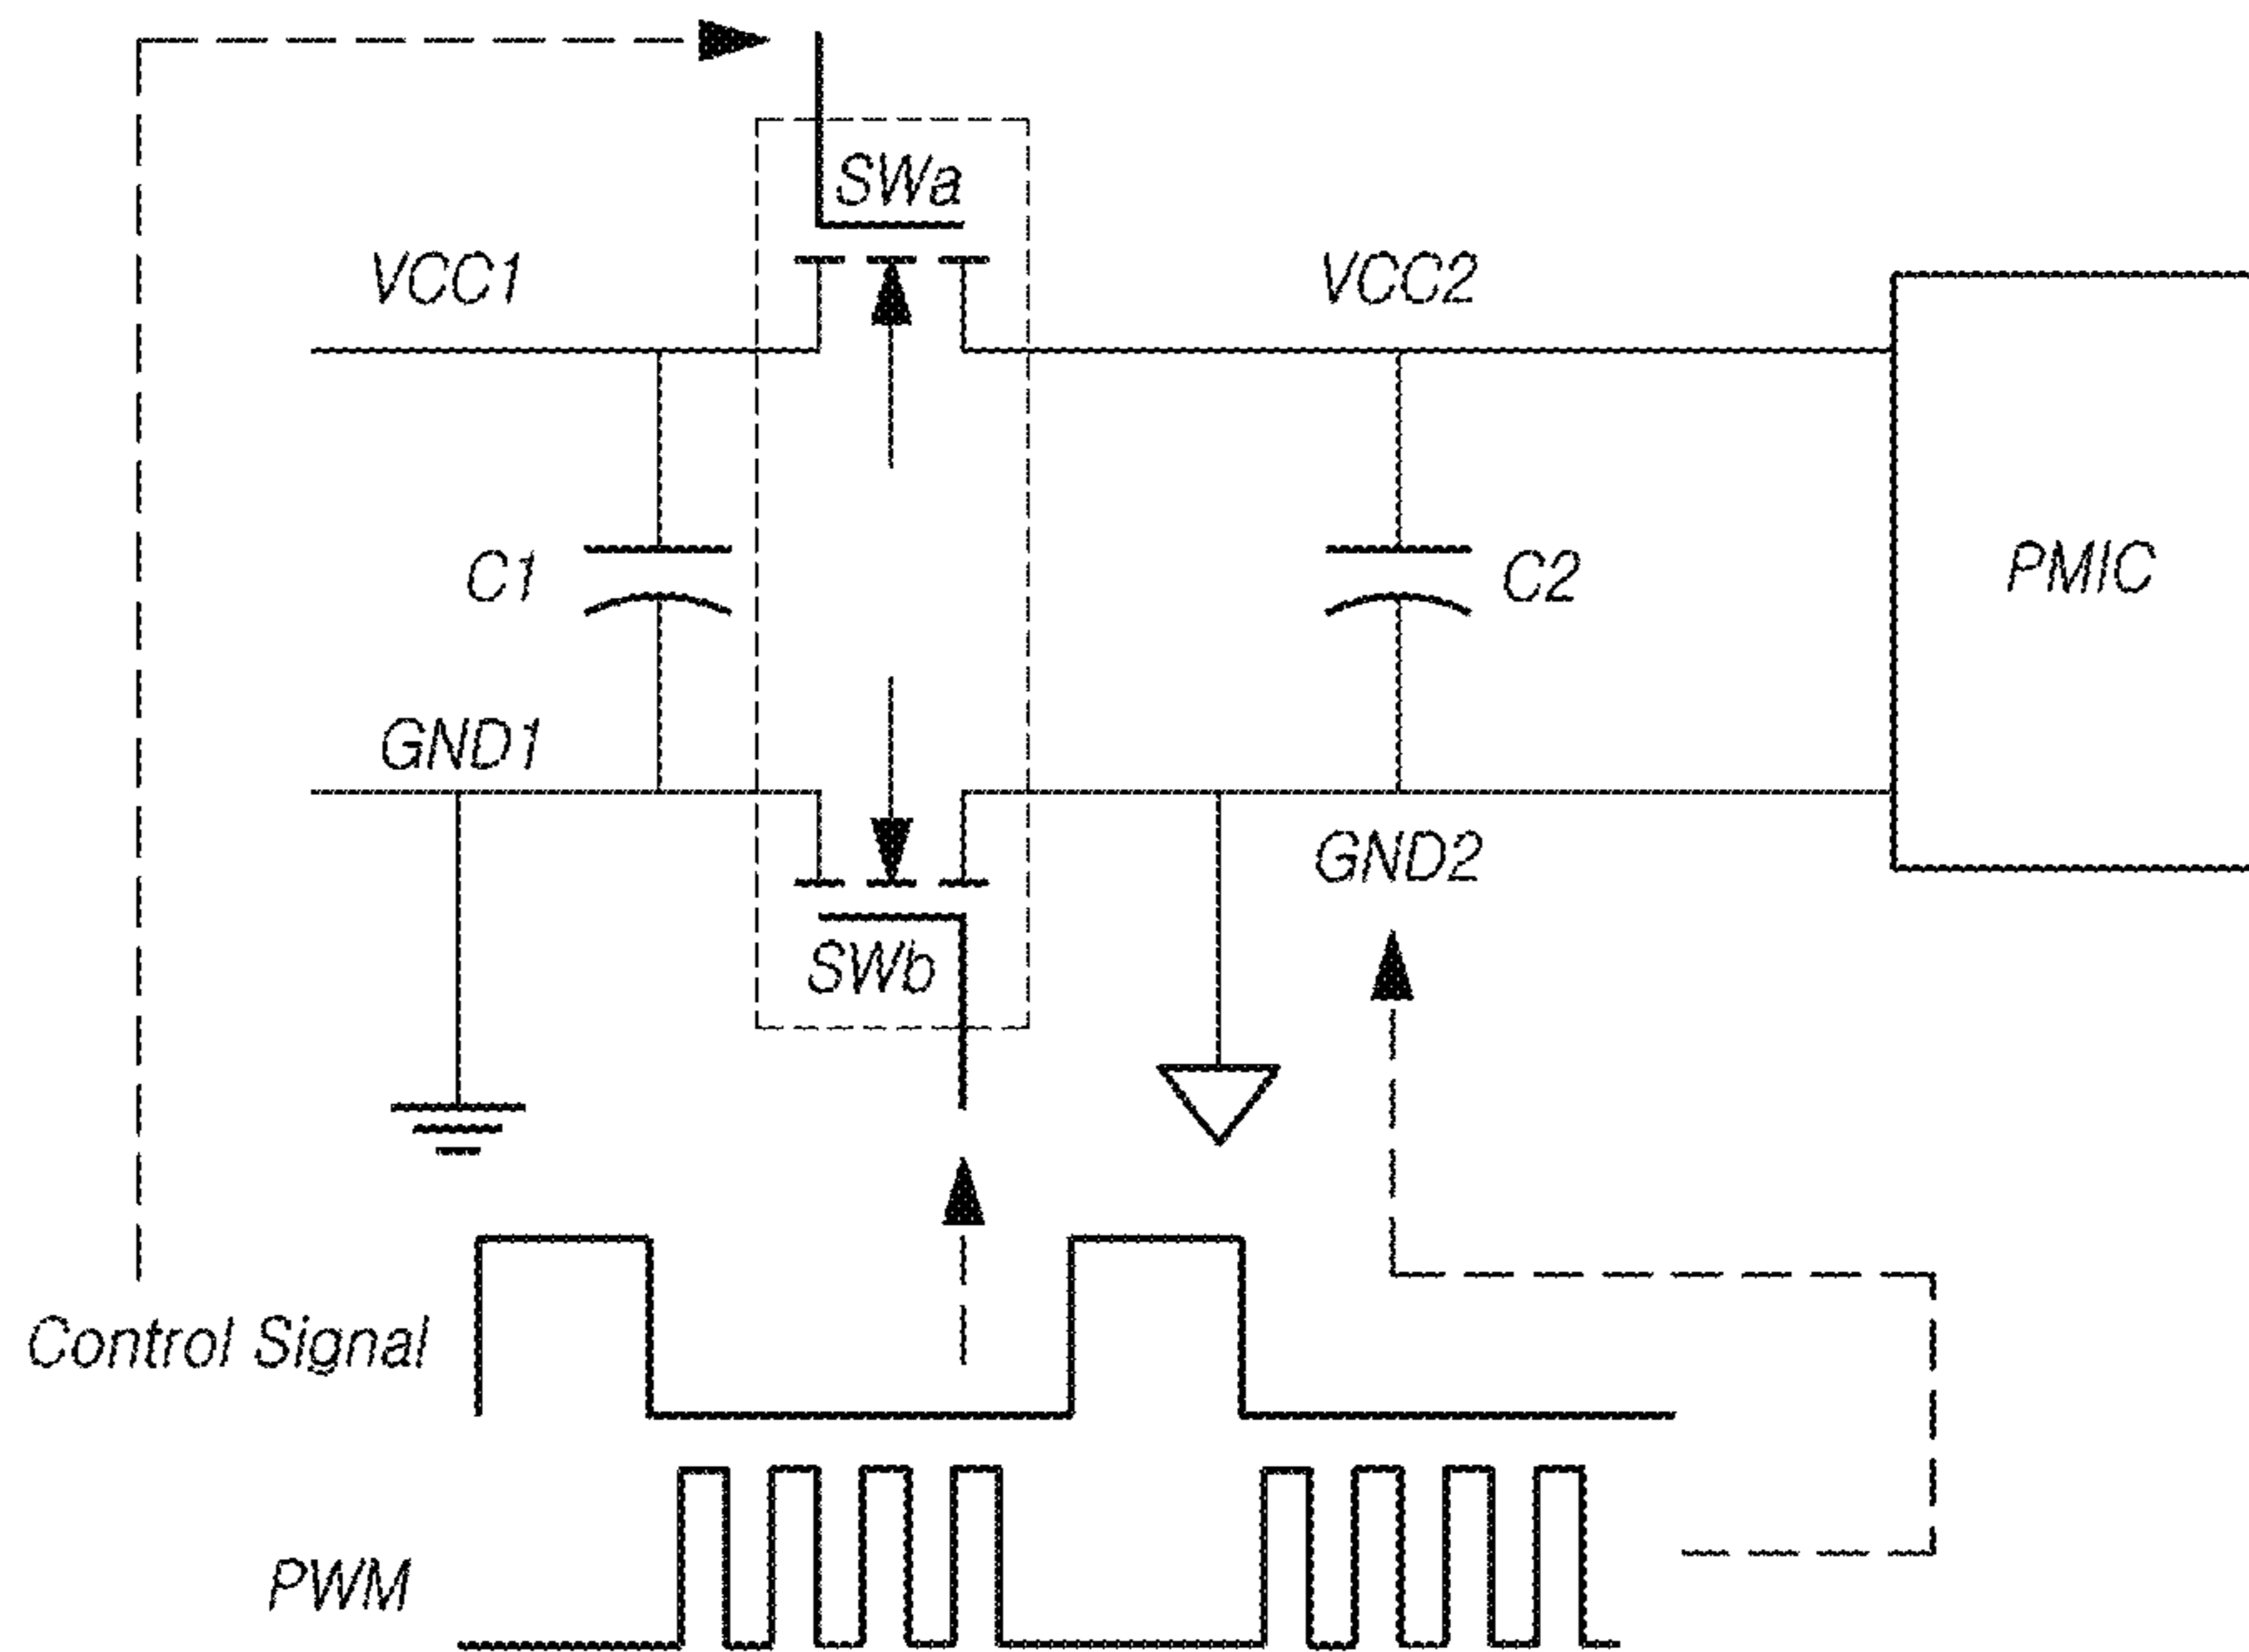 SWa
VCC1
VCC2
C1
C2
PMIC
GND1
GND2
SWb
Control Signal
PWM